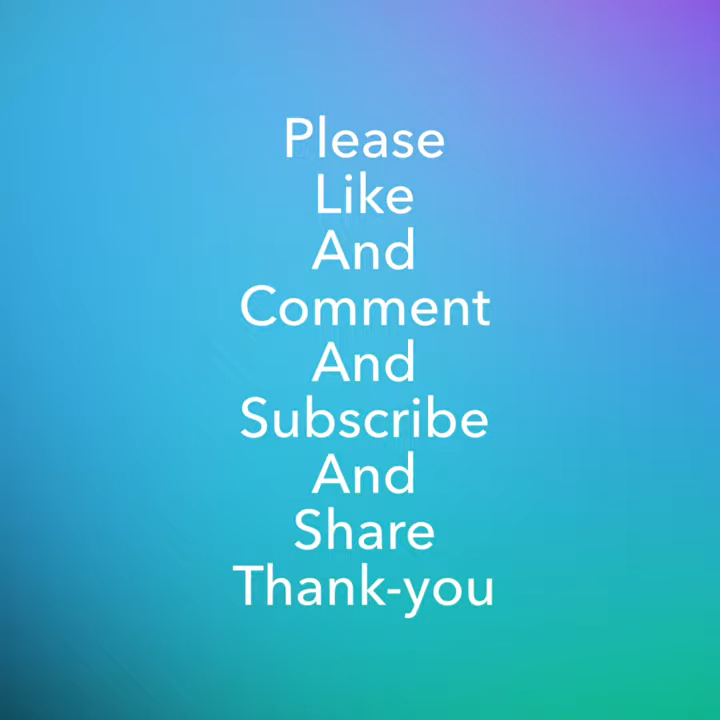 Please
Like
And
Comment
And
Subscribe
And
Share
Thank-you